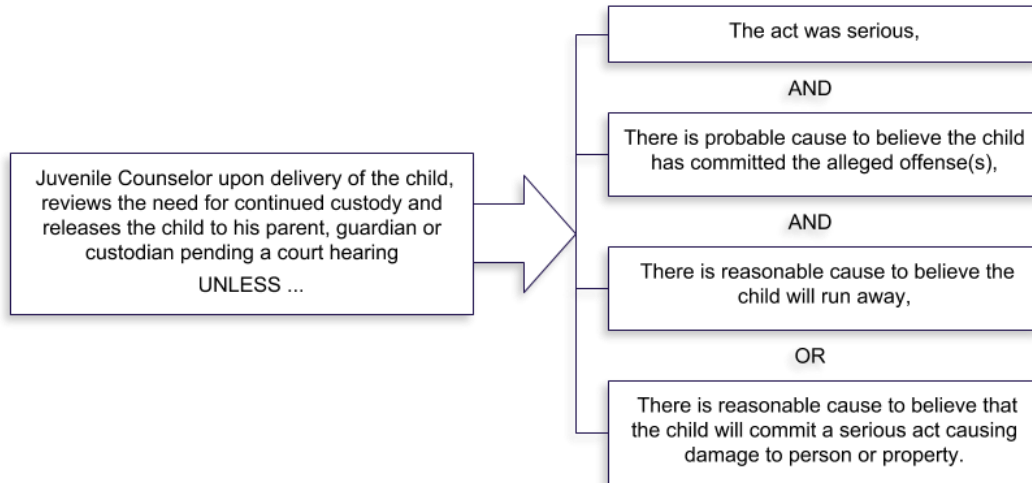 The act was serious,
AND
There is probable cause to believe the child
has committed the alleged offense(s),
Juvenile Counselor upon delivery of the child,
reviews the need for continued custody and
releases the child to his parent, guardian or
custodian pending a court hearing
UNLESS ...
AND
There is reasonable cause to believe the
child will run away,
OR
There is reasonable cause to believe that
the child will commit a serious act causing
damage to person or property.